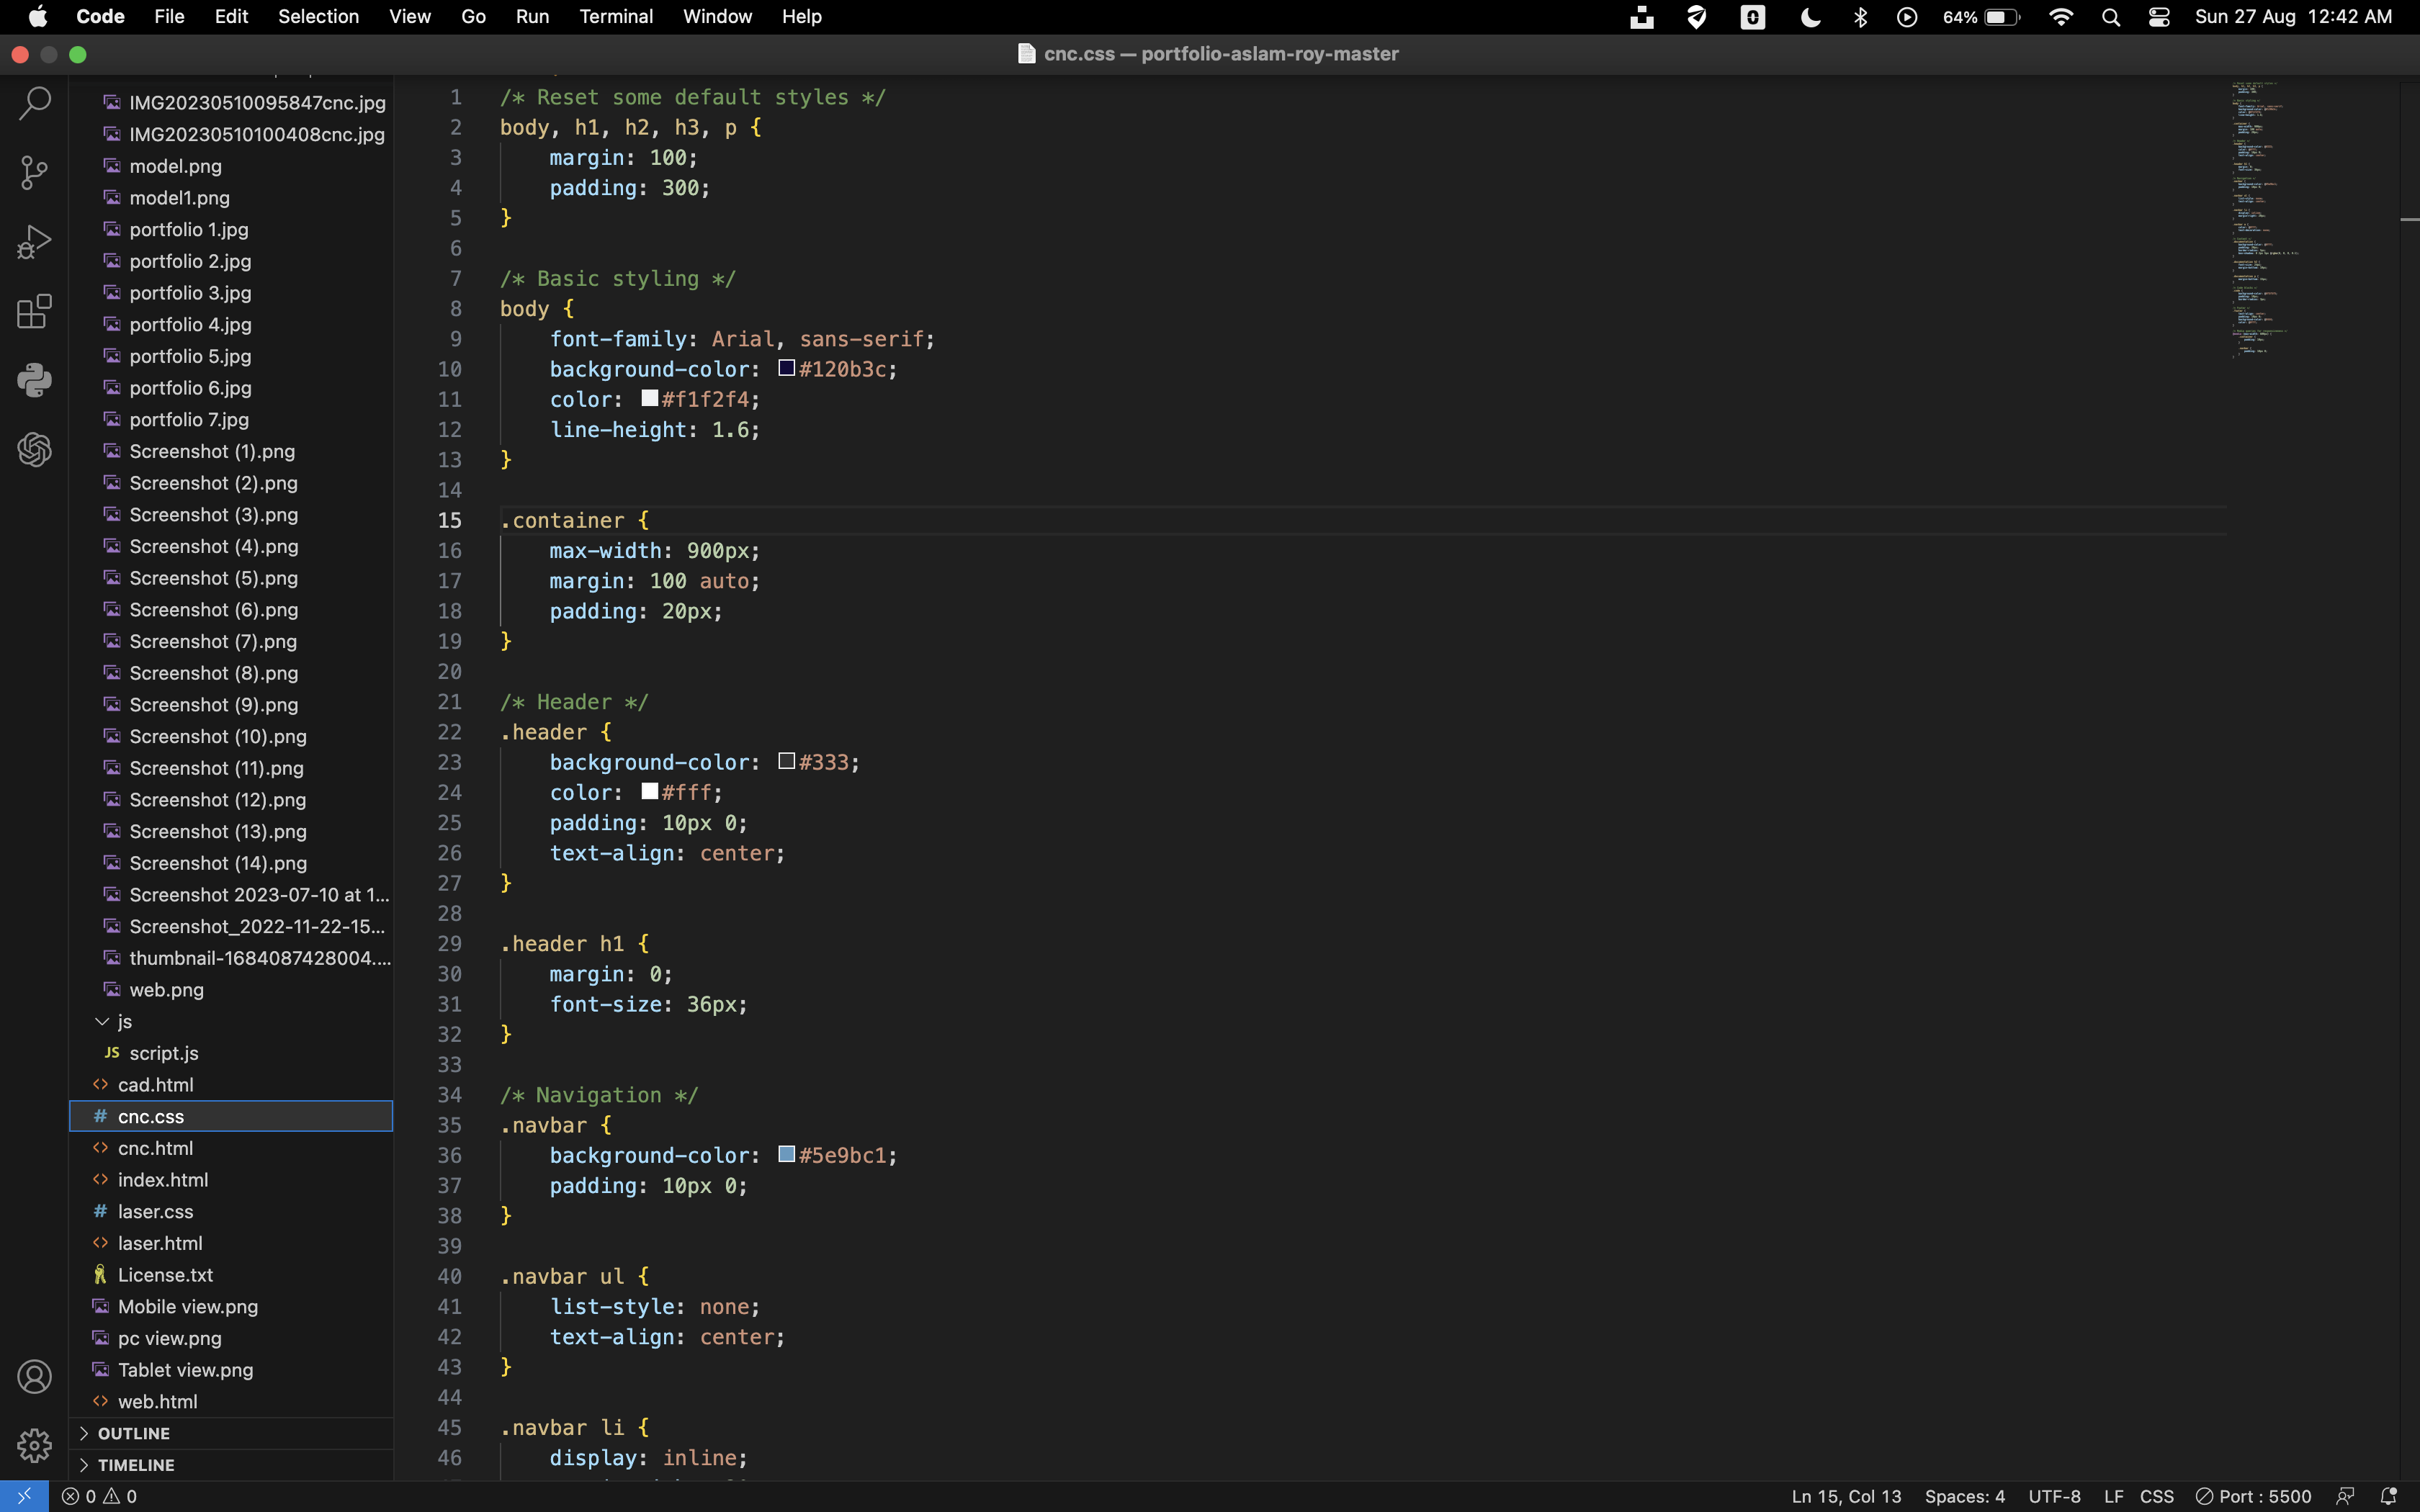 Code File Edit Selection View Go Run Terminal Window Help 64% Sun 27 Aug 12:42 AM
cnc.css — portfolio-aslam-roy-master
IMG20230510095847cnc.jpg
IMG20230510100408cnc.jpg
model.png
model1.png
portfolio 1.jpg
portfolio 2.jpg
portfolio 3.jpg
portfolio 4.jpg
portfolio 5.jpg
portfolio 6.jpg
portfolio 7.jpg
Screenshot (1).png
Screenshot (2).png
Screenshot (3).png
Screenshot (4).png
Screenshot (5).png
Screenshot (6).png
Screenshot (7).png
Screenshot (8).png
Screenshot (9).png
Screenshot (10).png
Screenshot (11).png
Screenshot (12).png
Screenshot (13).png
Screenshot (14).png
Screenshot 2023-07-10 at 1...
Screenshot_2022-11-22-15...
thumbnail-1684087428004....
web.png
js
JS script.js
<> cad.html
# cnc.css
<> cnc.html
<> index.html
# laser.css
<> laser.html
License.txt
Mobile view.png
pc view.png
Tablet view.png
<> web.html
OUTLINE
TIMELINE
1 /* Reset some default styles */
2 body, h1, h2, h3, p {
3 margin: 100;
4 padding: 300;
5 }
6
7 /* Basic styling */
8 body {
9 font-family: Arial, sans-serif;
10 background-color: #120b3c;
11 color: #f1f2f4;
12 line-height: 1.6;
13 }
14
15 .container {
16 max-width: 900px;
17 margin: 100 auto;
18 padding: 20px;
19 }
20
21 /* Header */
22 .header {
23 background-color: #333;
24 color: #fff;
25 padding: 10px 0;
26 text-align: center;
27 }
28
29 .header h1 {
30 margin: 0;
31 font-size: 36px;
32 }
33
34 /* Navigation */
35 .navbar {
36 background-color: #5e9bc1;
37 padding: 10px 0;
38 }
39
40 .navbar ul {
41 list-style: none;
42 text-align: center;
43 }
44
45 .navbar li {
46 display: inline;
0 0 Ln 15, Col 13 Spaces: 4 UTF-8 LF CSS Port : 5500